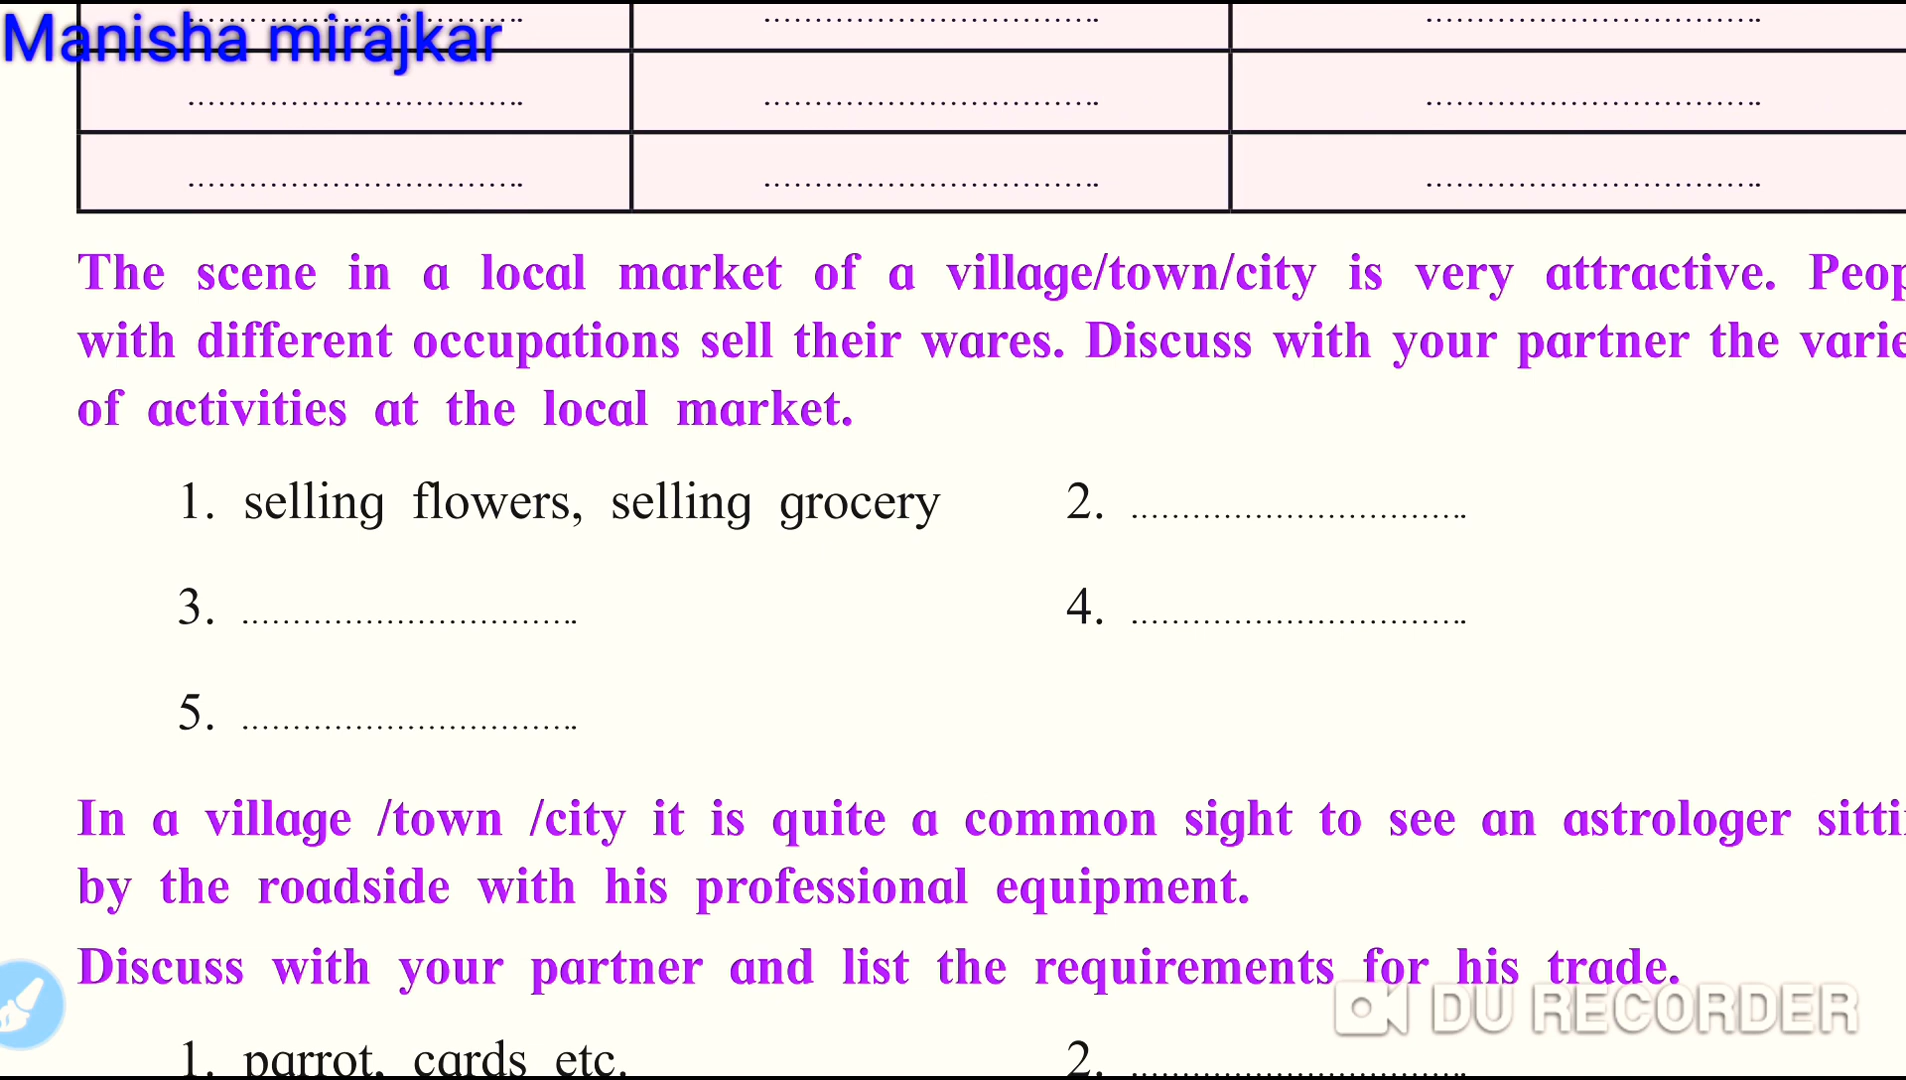 Manisha mirajkar
................................. ................................. .................................
................................. ................................. .................................
................................. ................................. .................................
The scene in a local market of a village/town/city is very attractive. Peop
with different occupations sell their wares. Discuss with your partner the varie
of activities at the local market.
1. selling flowers, selling grocery 2. .................................
3. ................................. 4. .................................
5. .................................
In a village /town /city it is quite a common sight to see an astrologer sitti
by the roadside with his professional equipment.
Discuss with your partner and list the requirements for his trade.
DU RECORDER
1. parrot, cards etc. 2. .................................